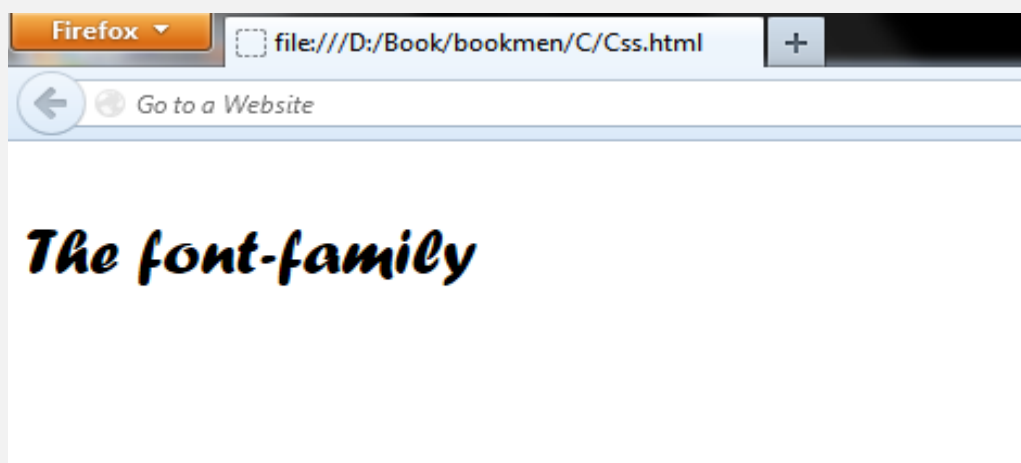 Firefox
file:///D:/Book/bookmen/C/Css.html
Go to a Website
The font-family